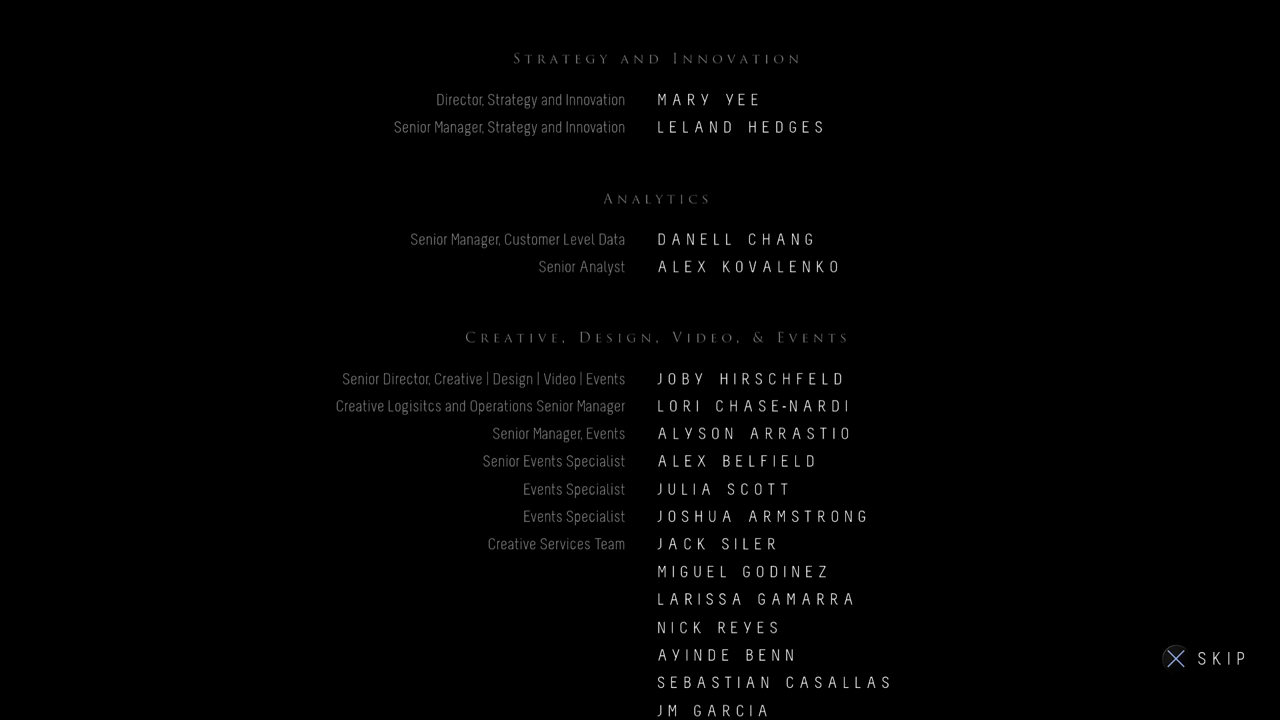 STRATEGY AND INNOVATION
Director, Strategy and Innovation MARY YEE
Senior Manager, Strategy and Innovation LELAND HEDGES
ANALYTICS
Senior Manager, Customer Level Data DANELL CHANG
Senior Analyst ALEX KOVALENKO
CREATIVE, DESIGN, VIDEO, & EVENTS
Senior Director, Creative | Design | Video | Events JOBY HIRSCHFELD
Creative Logisitcs and Operations Senior Manager LORI CHASE-NARDI
Senior Manager, Events ALYSON ARRASTIO
Senior Events Specialist ALEX BELFIELD
Events Specialist JULIA SCOTT
Events Specialist JOSHUA ARMSTRONG
Creative Services Team JACK SILER
MIGUEL GODINEZ
LARISSA GAMARRA
NICK REYES
AYINDE BENN
SEBASTIAN CASALLAS
JM GARCIA
SKIP